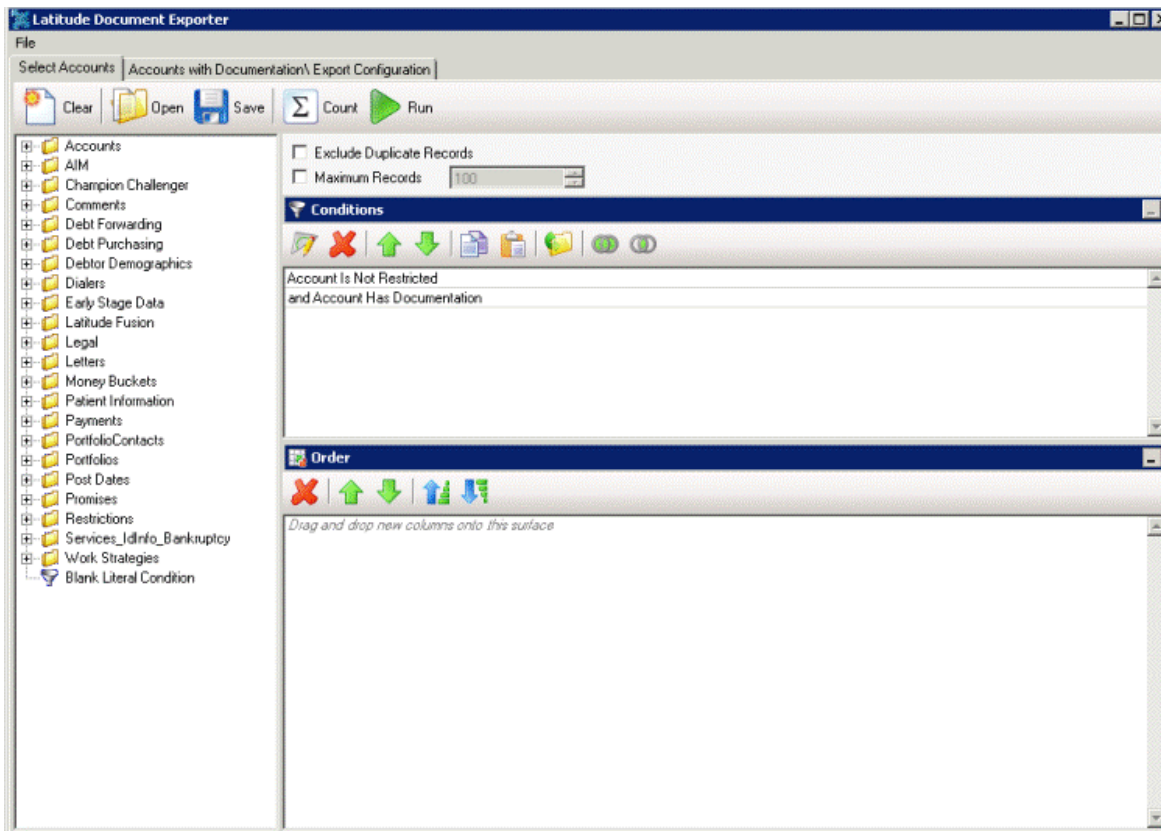 Latitude Document Exporter
File
Select Accounts
Accounts with Documentation\ Export Configuration
Clear
Open
Save
Count
Run
Accounts
AIM
Champion Challenger
Comments
Debt Forwarding
Debt Purchasing
Debtor Demographics
Dialers
Early Stage Data
Latitude Fusion
Legal
Letters
Money Buckets
Patient Information
Payments
PortfolioContacts
Portfolios
Post Dates
Promises
Restrictions
Services_IdInfo_Bankruptcy
Work Strategies
Blank Literal Condition
Exclude Duplicate Records
Maximum Records 100
Conditions
Account Is Not Restricted
and Account Has Documentation
Order
Drag and drop new columns onto this surface